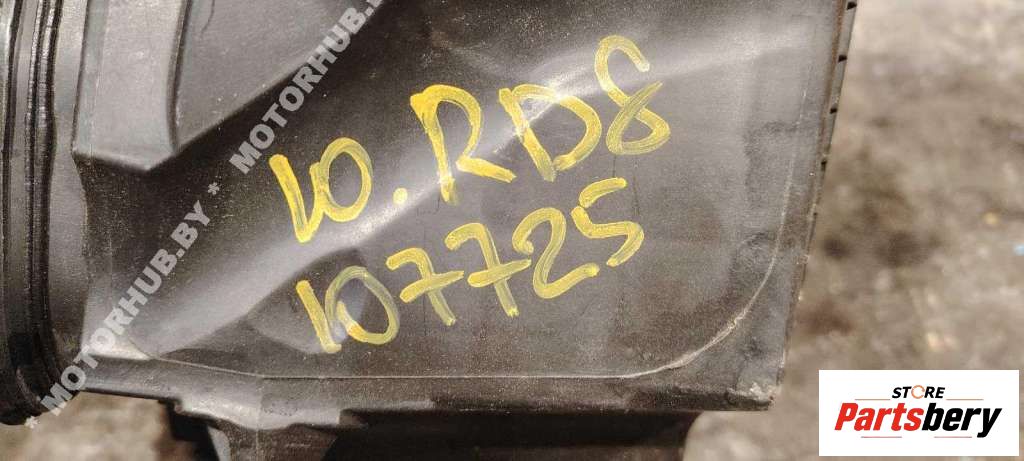 10.RD8
107725
MOTORHUB.BY * MOTORHUB.BY
STORE
Partsbery